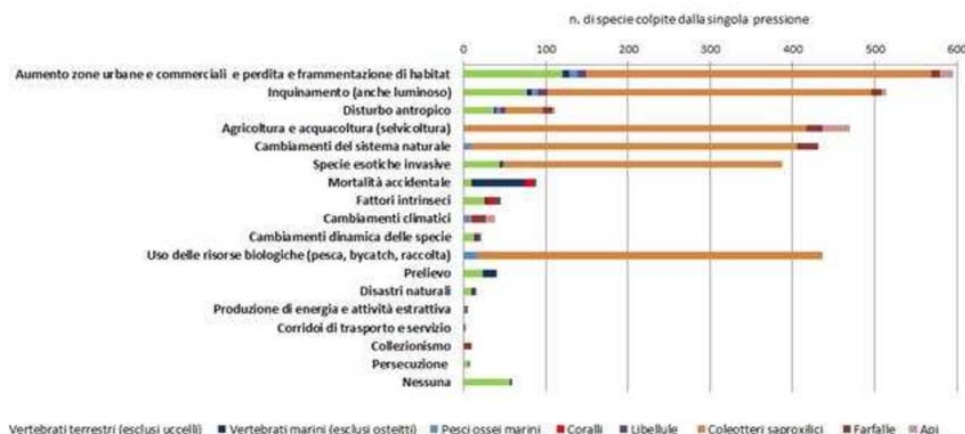 n. di specie colpite dalla singola pressione
0 100 200 300 400 500 600
Aumento zone urbane e commerciali e perdita e frammentazione di habitat
Inquinamento (anche luminoso)
Disturbo antropico
Agricoltura e acquacoltura (selvicoltura)
Cambiamenti del sistema naturale
Specie esotiche invasive
Mortalità accidentale
Fattori intrinseci
Cambiamenti climatici
Cambiamenti dinamica delle specie
Uso delle risorse biologiche (pesca, bycatch, raccolta)
Prelievo
Disastri naturali
Produzione di energia e attività estrattiva
Corridoi di trasporto e servizio
Collezionismo
Persecuzione
Nessuna
Vertebrati terrestri (esclusi uccelli) Vertebrati marini (esclusi osteitti) Pesci ossei marini Coralli Libellule Coleotteri saproxilici Farfalle Api